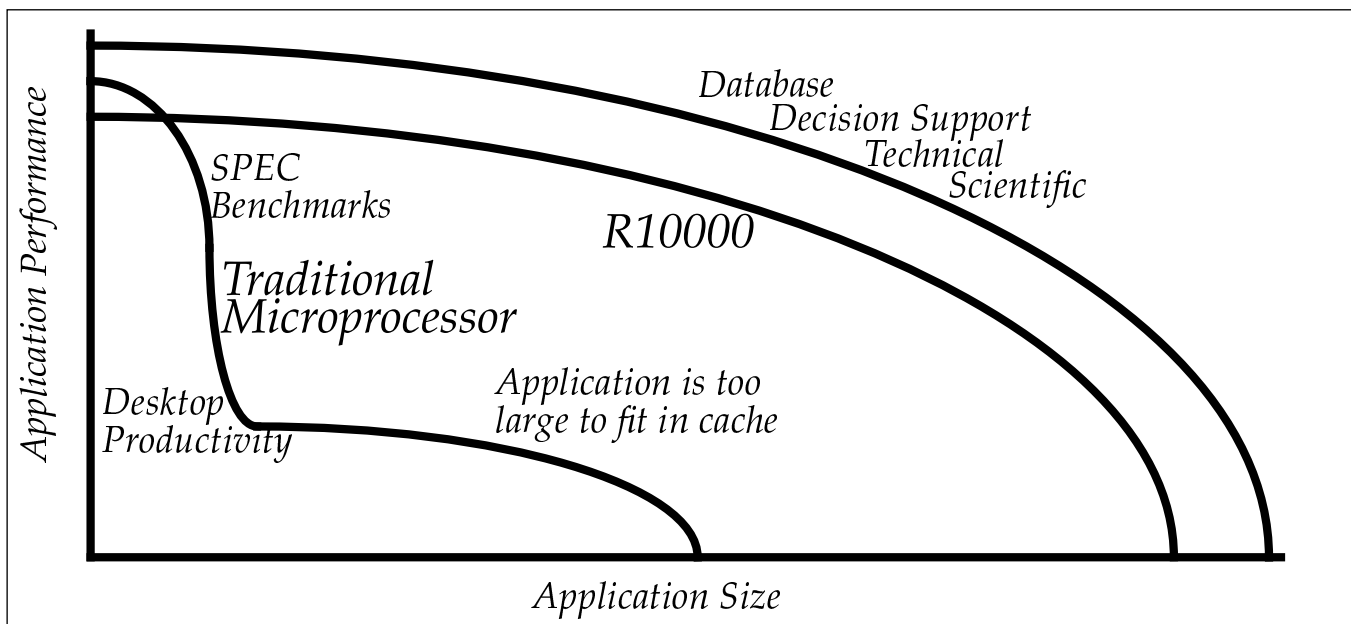 Application Performance
Database
Decision Support
Technical
Scientific
SPEC
Benchmarks
R10000
Traditional
Microprocessor
Application is too
large to fit in cache
Desktop
Productivity
Application Size